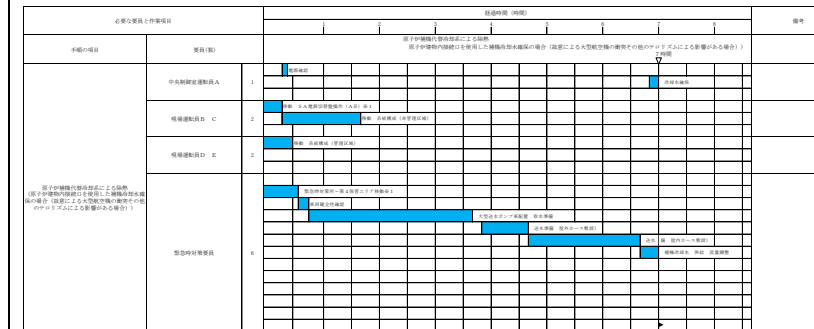 必要な要員と作業項目
経過時間（時間）
備考
1 2 3 4 5 6 7 8
手順の項目
要員(数)
原子炉補機代替冷却系による除熱
原子炉建物内接続口を使用した補機冷却水確保の場合（故意による大型航空機の衝突その他のテロリズムによる影響がある場合）
7時間
中央制御室運転員A
1
電源確認
冷却水確保
現場運転員B C
2
移動 SA電源切替盤操作（A系）※1
移動 系統構成（非管理区域）
現場運転員D E
2
移動 系統構成（管理区域）
原子炉補機代替冷却系による除熱
（原子炉建物内接続口を使用した補機冷却水確
保の場合（故意による大型航空機の衝突その他
のテロリズムによる影響がある場合））
緊急時対策要員
6
緊急時対策所～第4保管エリア移動※1
車両健全性確認
大型送水ポンプ車配置 取水準備
送水準備 屋外ホース敷設）
送水 備 屋内ホース敷設）
補機冷却水 供給 流量調整